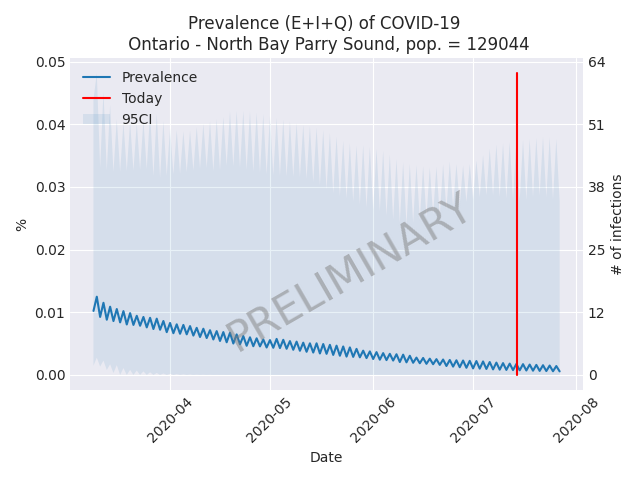 Prevalence (E+I+Q) of COVID-19
Ontario - North Bay Parry Sound, pop. = 129044
Prevalence
Today
95CI
0.05
0.04
0.03
0.02
0.01
0.00
%
64
51
38
25
12
0
# of infections
PRELIMINARY
2020-04
2020-05
2020-06
2020-07
2020-08
Date